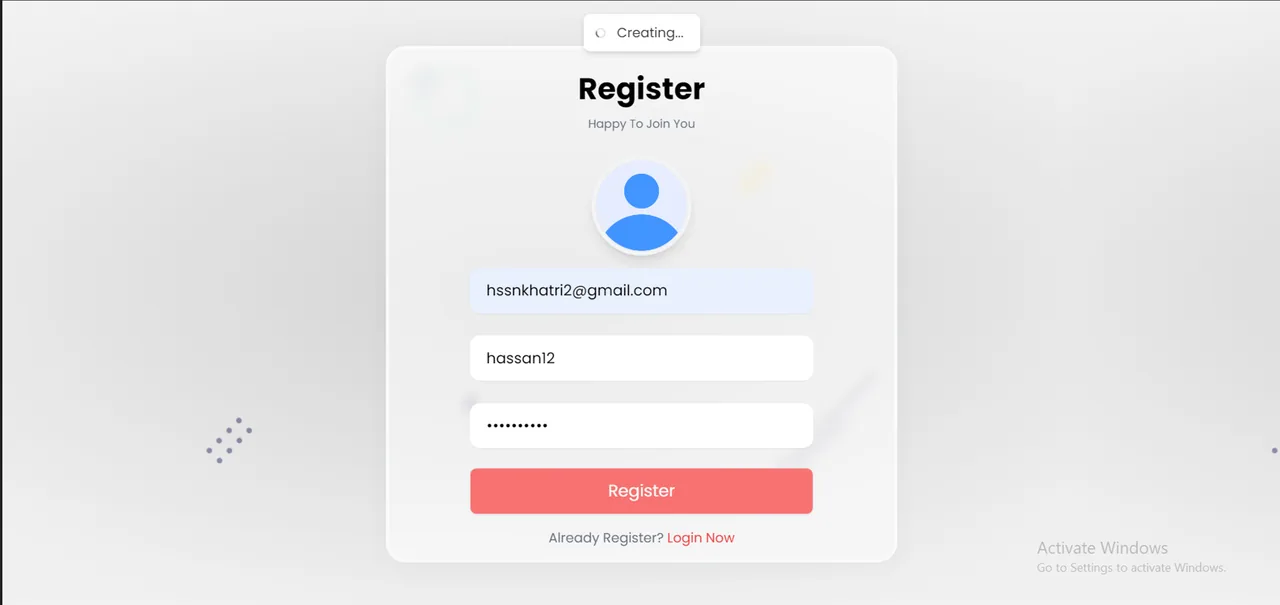 Creating...
Register
Happy To Join You
hssnkhatri2@gmail.com
hassan12
••••••••••
Register
Already Register? Login Now
Activate Windows
Go to Settings to activate Windows.